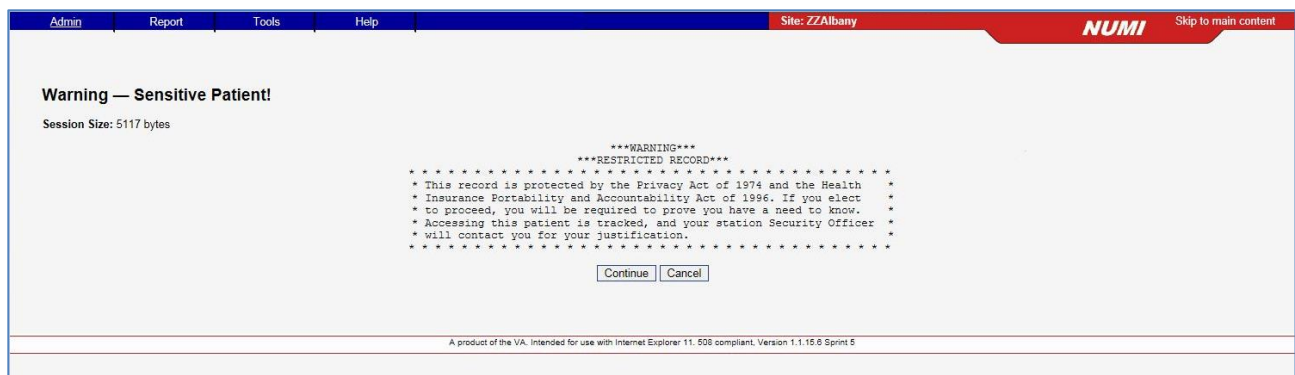 Admin Report Tools Help Site: ZZAlbany NUMI Skip to main content
Warning — Sensitive Patient!
Session Size: 5117 bytes
***WARNING***
***RESTRICTED RECORD***
* * * * * * * * * * * * * * * * * * * * * * * * * * * * * * * * * * * * *
* This record is protected by the Privacy Act of 1974 and the Health *
* Insurance Portability and Accountability Act of 1996. If you elect *
* to proceed, you will be required to prove you have a need to know. *
* Accessing this patient is tracked, and your station Security Officer *
* will contact you for your justification. *
* * * * * * * * * * * * * * * * * * * * * * * * * * * * * * * * * * * * *
Continue Cancel
A product of the VA. Intended for use with Internet Explorer 11. 508 compliant, Version 1.1.15.6 Sprint 5